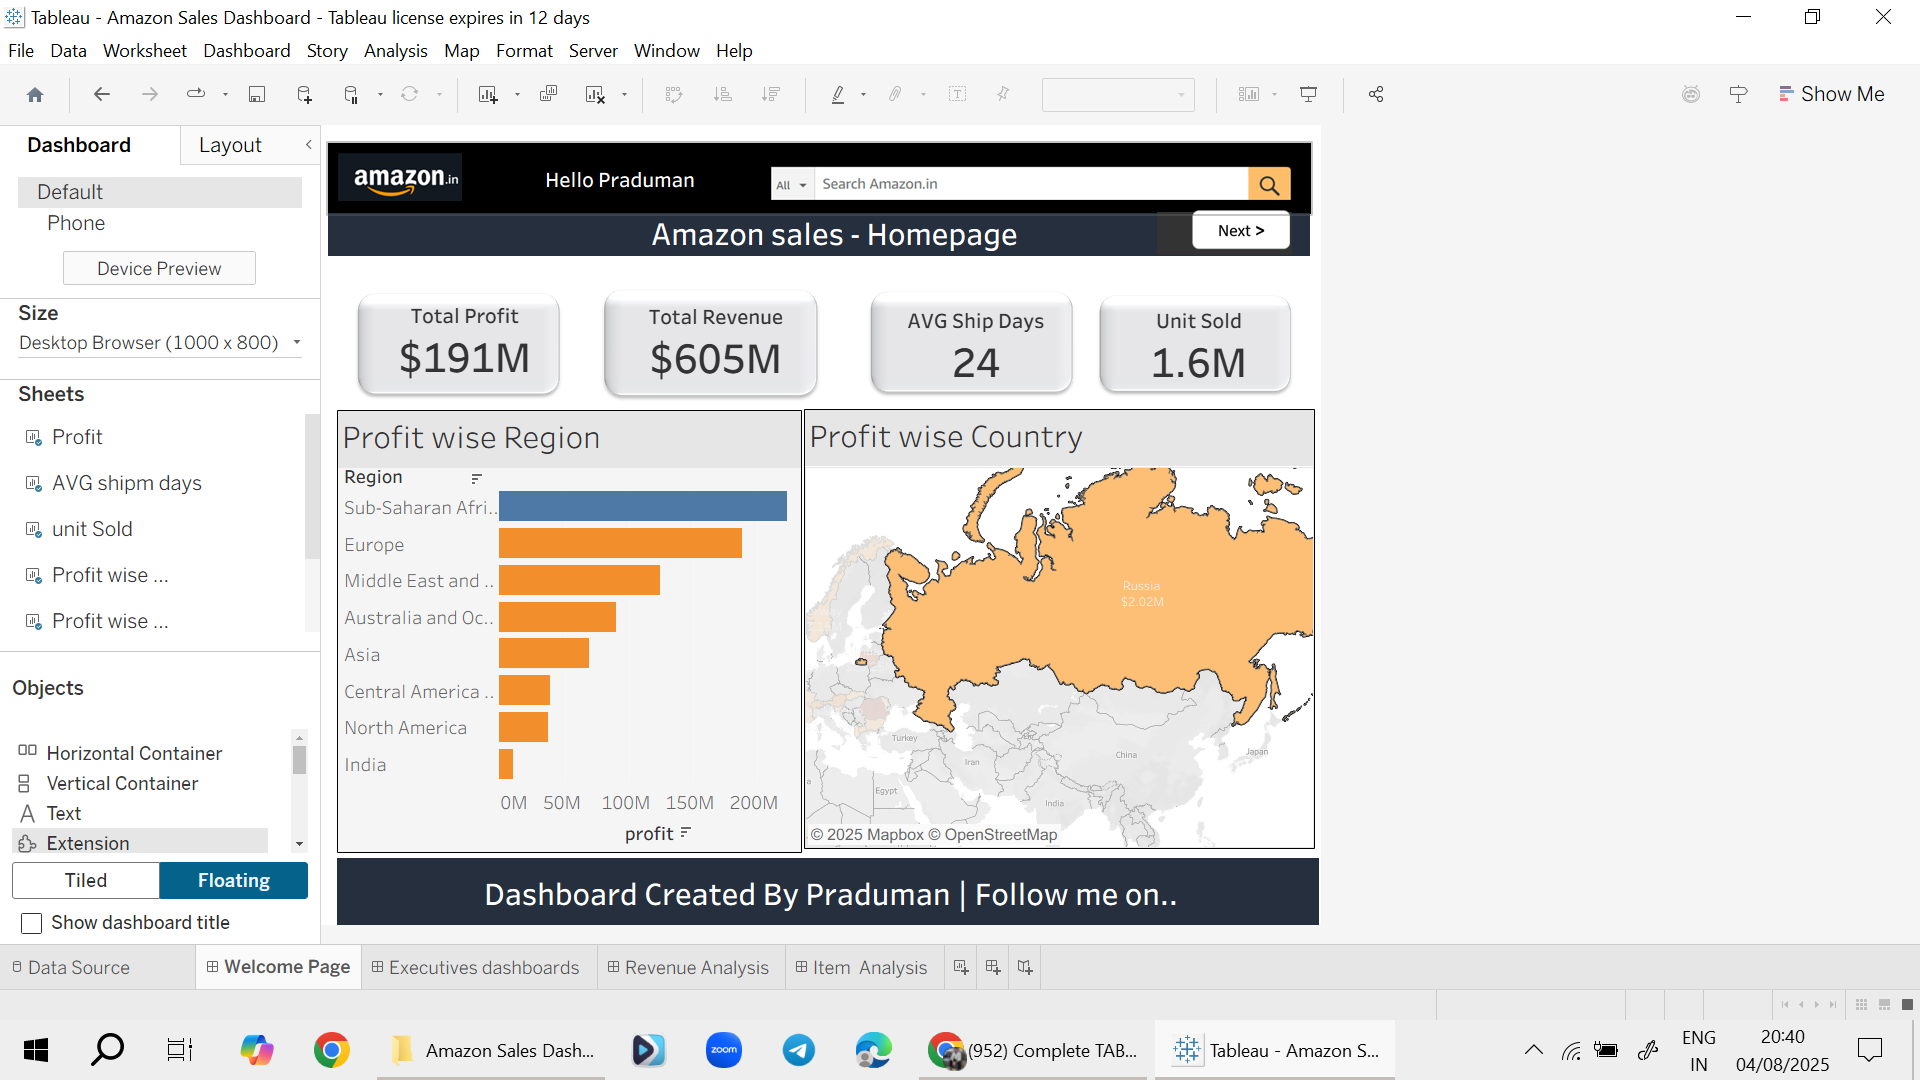 Tableau - Amazon Sales Dashboard - Tableau license expires in 12 days
File Data Worksheet Dashboard Story Analysis Map Format Server Window Help
Show Me
Dashboard
Layout
Default
Phone
Device Preview
Size
Desktop Browser (1000 x 800)
Sheets
Profit
AVG shipm days
unit Sold
Profit wise ...
Profit wise ...
Objects
Horizontal Container
Vertical Container
Text
Extension
Tiled
Floating
Show dashboard title
amazon.in
Hello Praduman
All
Search Amazon.in
Amazon sales - Homepage
Next >
Total Profit
$191M
Total Revenue
$605M
AVG Ship Days
24
Unit Sold
1.6M
Profit wise Region
Region
Sub-Saharan Afri..
Europe
Middle East and ..
Australia and Oc..
Asia
Central America ..
North America
India
0M 50M 100M 150M 200M
profit
Profit wise Country
Russia
$2.02M
Turkey
Iran
China
Japan
Egypt
India
© 2025 Mapbox © OpenStreetMap
Dashboard Created By Praduman | Follow me on..
Data Source
Welcome Page
Executives dashboards
Revenue Analysis
Item Analysis
Amazon Sales Dash...
zoom
(952) Complete TAB...
Tableau - Amazon S...
ENG
IN
20:40
04/08/2025